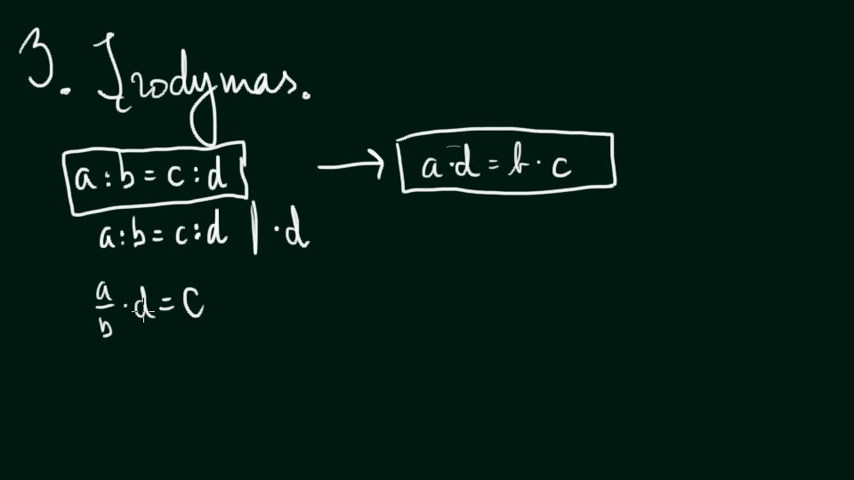 3. Įrodymas.
a : b = c : d → a · d = b · c
a : b = c : d | · d
a/b · d = c